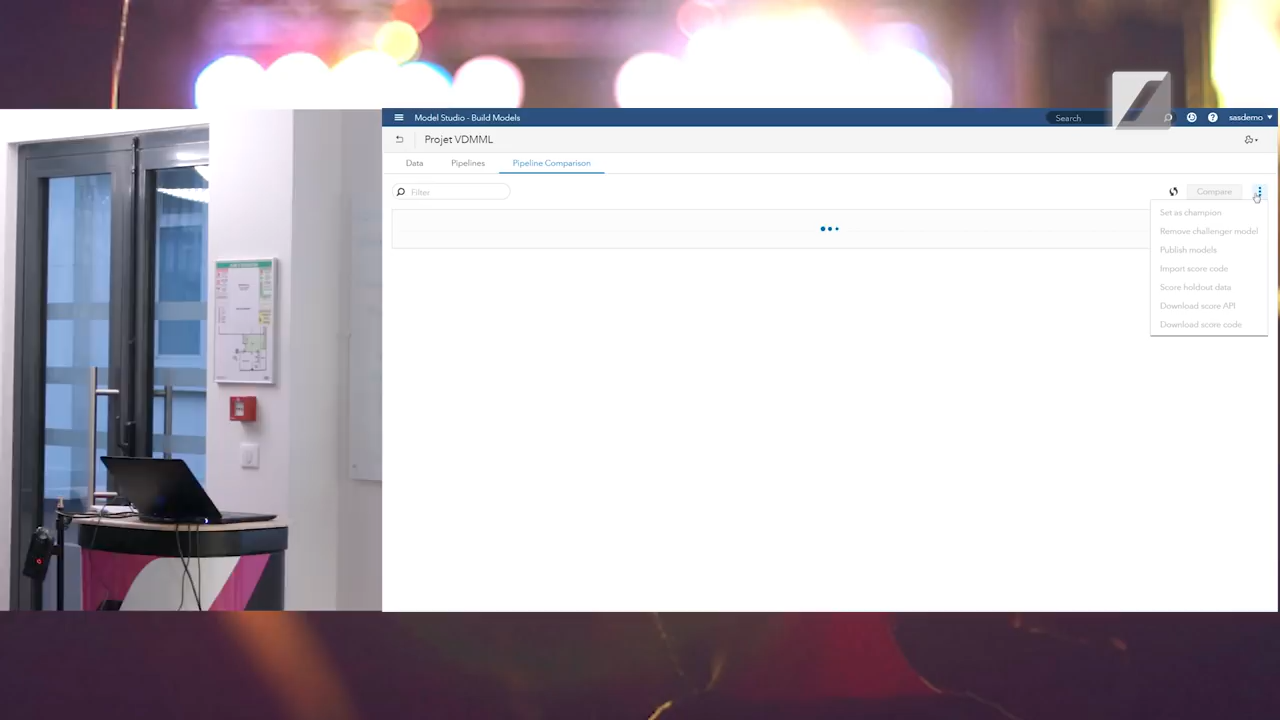 Model Studio - Build Models
Search
sasdemo
Projet VDMML
Data
Pipelines
Pipeline Comparison
Filter
Compare
Set as champion
Remove challenger model
Publish models
Import score code
Score holdout data
Download score API
Download score code